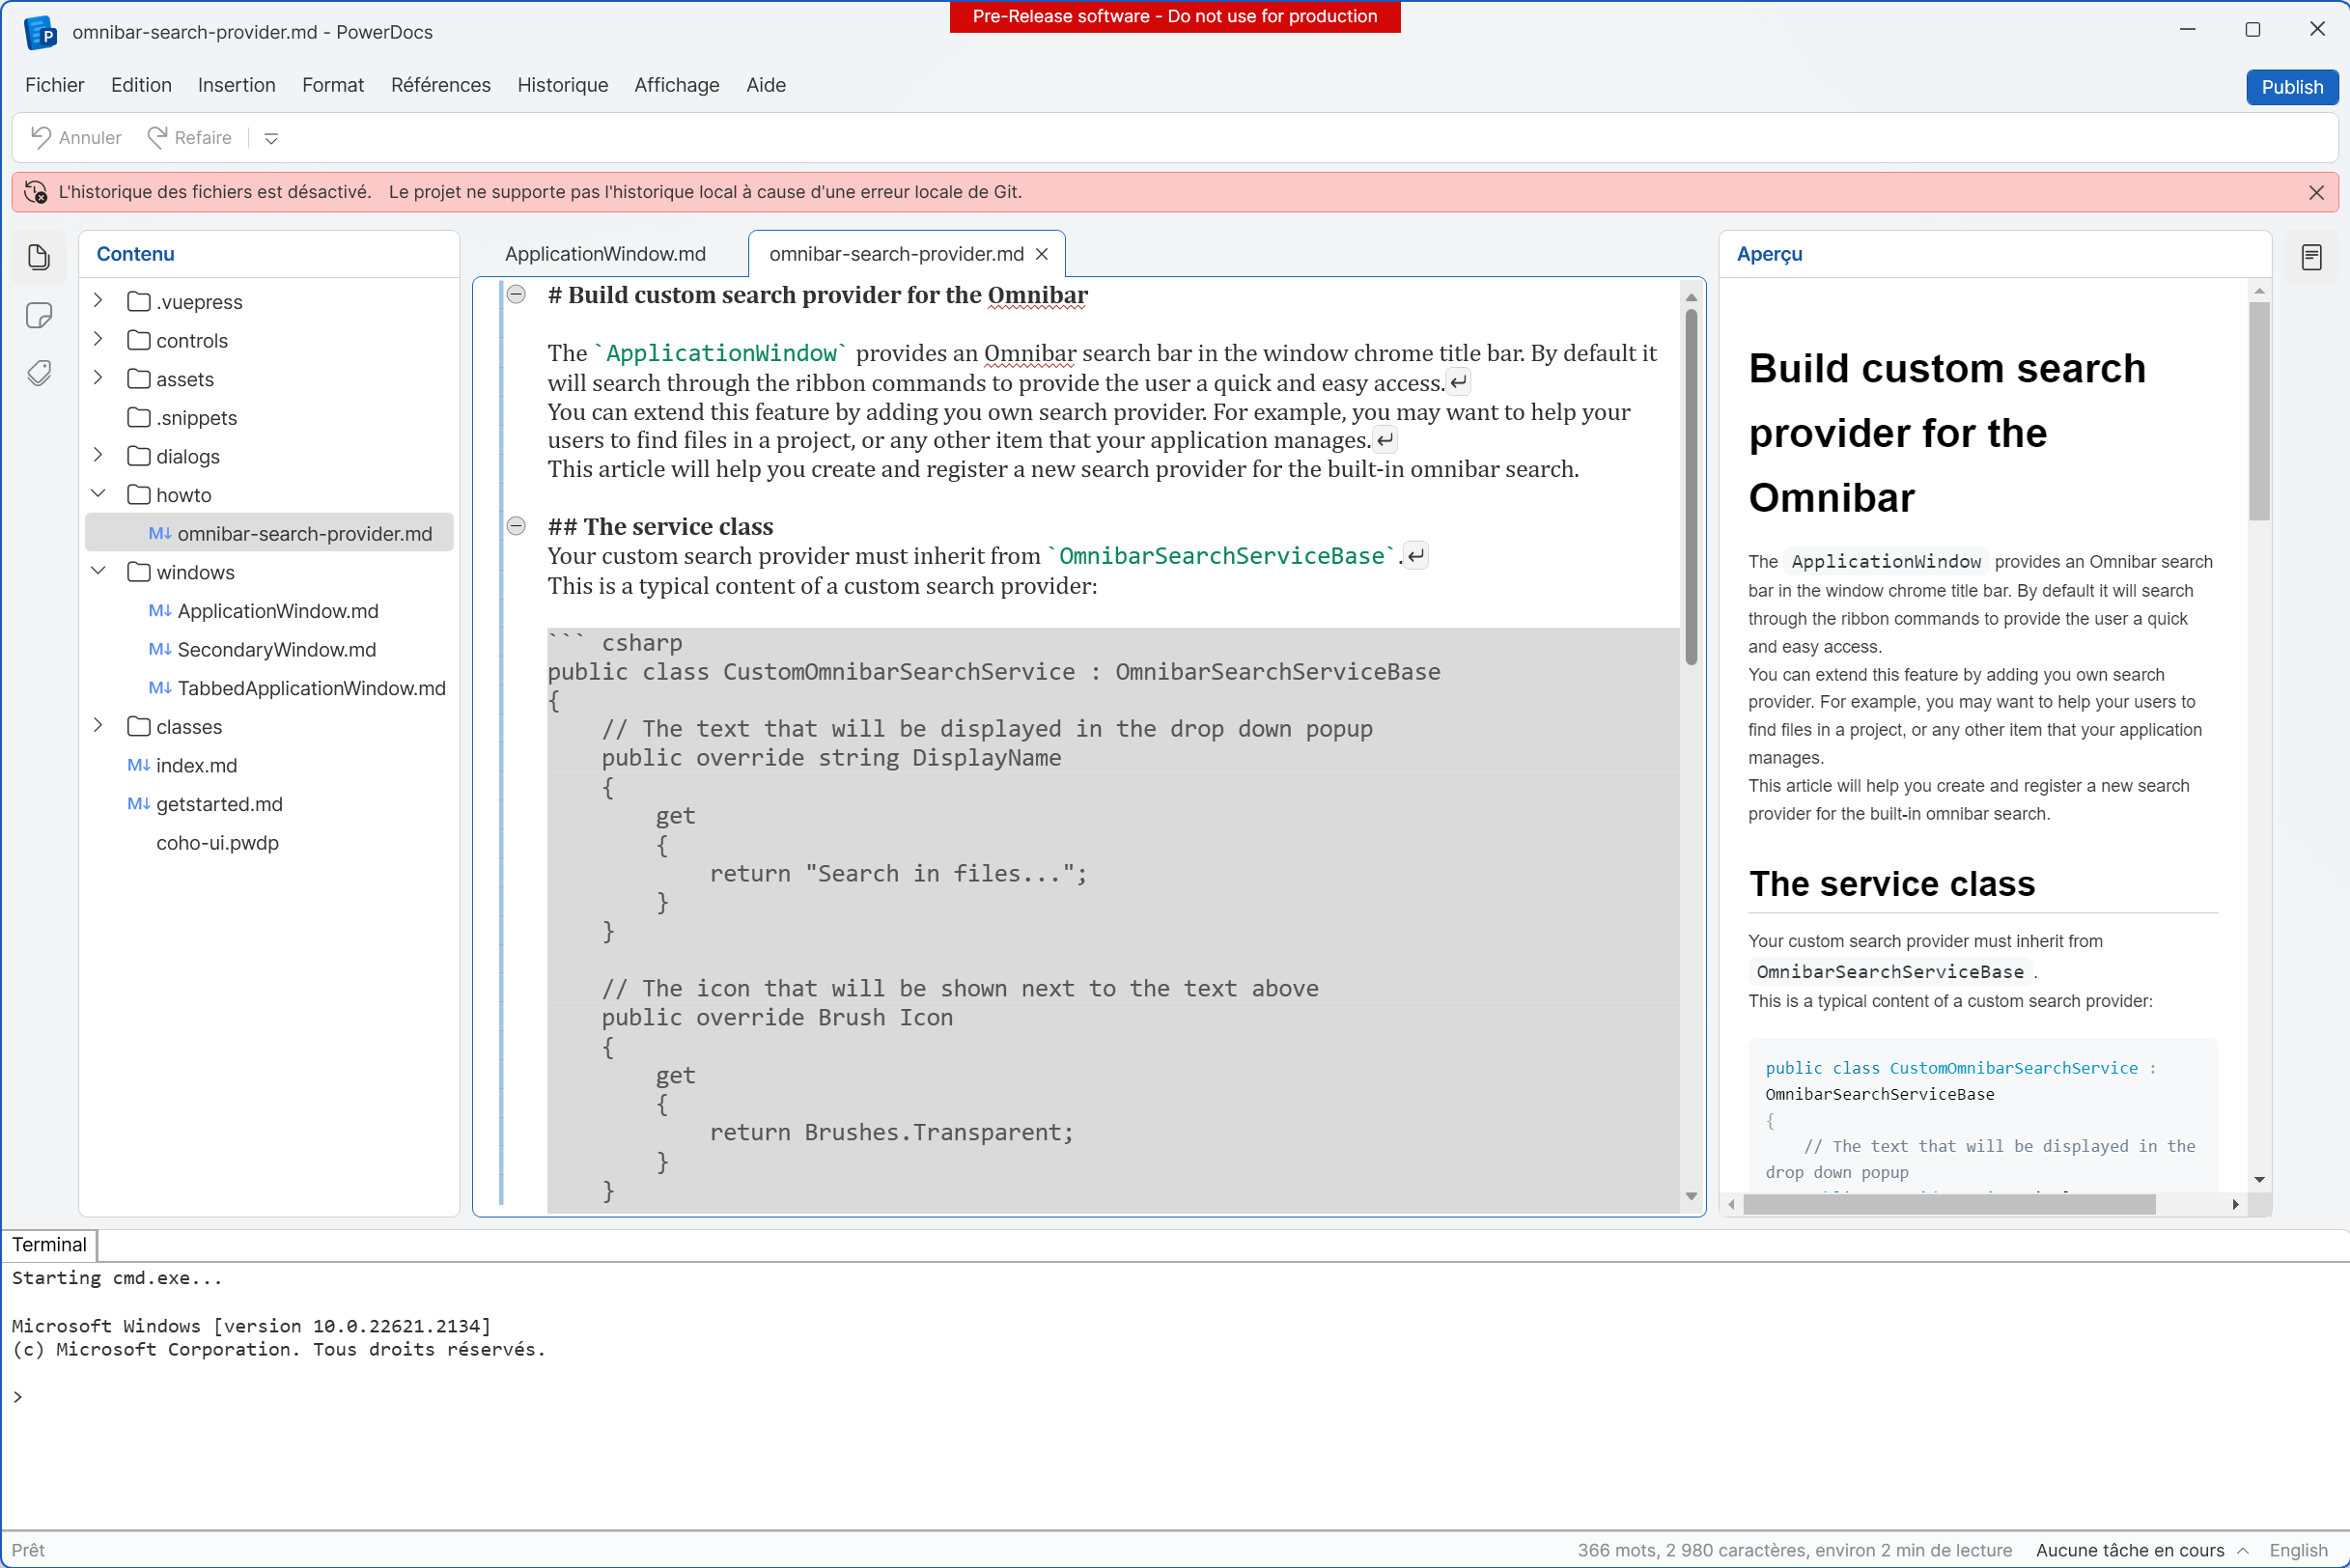 Pre-Release software - Do not use for production
omnibar-search-provider.md - PowerDocs
Fichier Edition Insertion Format Références Historique Affichage Aide
Publish
Annuler Refaire
L'historique des fichiers est désactivé. Le projet ne supporte pas l'historique local à cause d'une erreur locale de Git.
Contenu
.vuepress
controls
assets
.snippets
dialogs
howto
M↓ omnibar-search-provider.md
windows
M↓ ApplicationWindow.md
M↓ SecondaryWindow.md
M↓ TabbedApplicationWindow.md
classes
M↓ index.md
M↓ getstarted.md
coho-ui.pwdp
ApplicationWindow.md omnibar-search-provider.md
# Build custom search provider for the Omnibar
The `ApplicationWindow` provides an Omnibar search bar in the window chrome title bar. By default it
will search through the ribbon commands to provide the user a quick and easy access.
You can extend this feature by adding you own search provider. For example, you may want to help your
users to find files in a project, or any other item that your application manages.
This article will help you create and register a new search provider for the built-in omnibar search.
## The service class
Your custom search provider must inherit from `OmnibarSearchServiceBase`.
This is a typical content of a custom search provider:
``` csharp
public class CustomOmnibarSearchService : OmnibarSearchServiceBase
{
    // The text that will be displayed in the drop down popup
    public override string DisplayName
    {
        get
        {
            return "Search in files...";
        }
    }
    // The icon that will be shown next to the text above
    public override Brush Icon
    {
        get
        {
            return Brushes.Transparent;
        }
    }
Aperçu
Build custom search
provider for the
Omnibar
The ApplicationWindow provides an Omnibar search
bar in the window chrome title bar. By default it will search
through the ribbon commands to provide the user a quick
and easy access.
You can extend this feature by adding you own search
provider. For example, you may want to help your users to
find files in a project, or any other item that your application
manages.
This article will help you create and register a new search
provider for the built-in omnibar search.
The service class
Your custom search provider must inherit from
OmnibarSearchServiceBase .
This is a typical content of a custom search provider:
public class CustomOmnibarSearchService :
OmnibarSearchServiceBase
{
    // The text that will be displayed in the
drop down popup
Terminal
Starting cmd.exe...
Microsoft Windows [version 10.0.22621.2134]
(c) Microsoft Corporation. Tous droits réservés.
>
Prêt
366 mots, 2 980 caractères, environ 2 min de lecture Aucune tâche en cours English